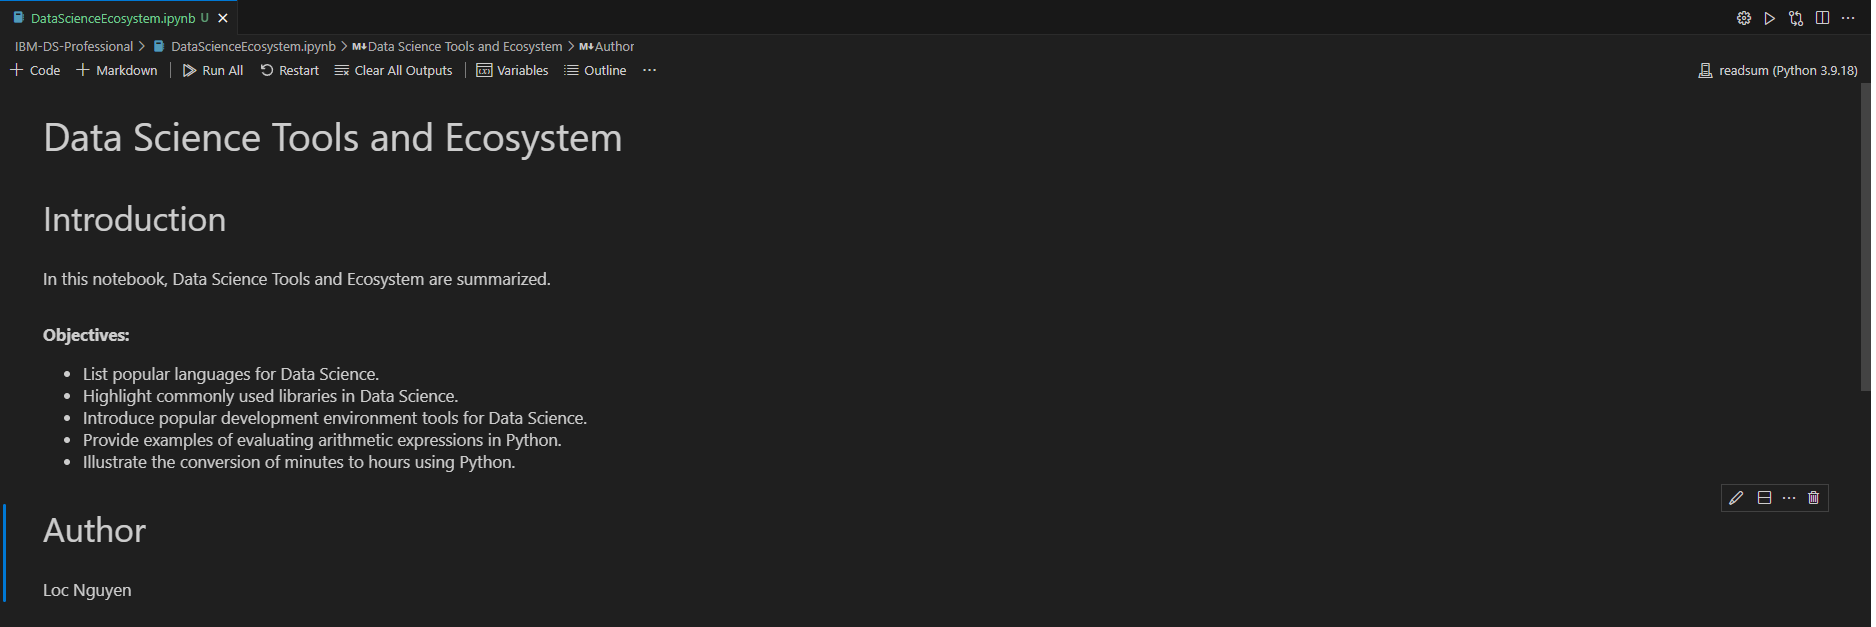 DataScienceEcosystem.ipynb U
IBM-DS-Professional > DataScienceEcosystem.ipynb > M↓Data Science Tools and Ecosystem > M↓Author
+ Code + Markdown | Run All Restart Clear All Outputs | Variables Outline ... readsum (Python 3.9.18)
Data Science Tools and Ecosystem
Introduction
In this notebook, Data Science Tools and Ecosystem are summarized.
Objectives:
• List popular languages for Data Science.
• Highlight commonly used libraries in Data Science.
• Introduce popular development environment tools for Data Science.
• Provide examples of evaluating arithmetic expressions in Python.
• Illustrate the conversion of minutes to hours using Python.
Author
Loc Nguyen